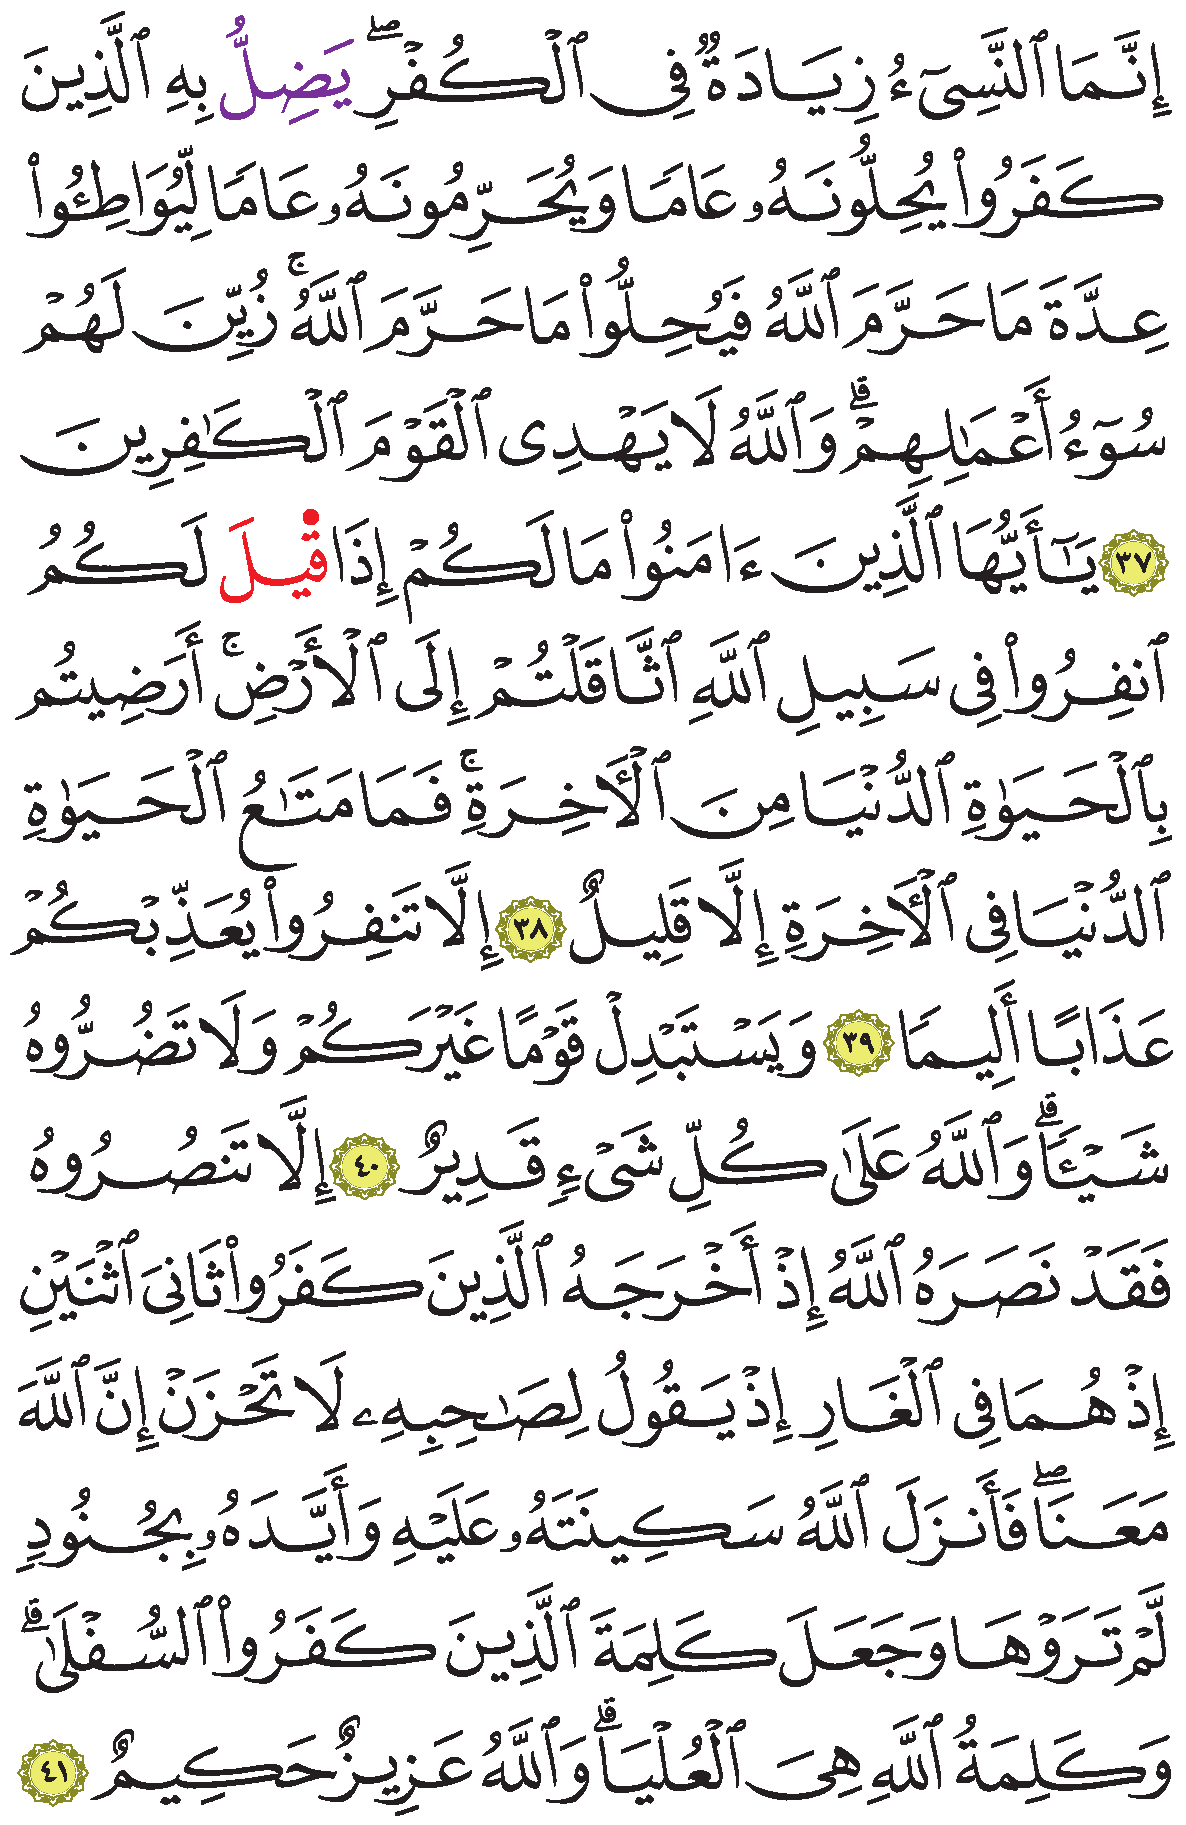 إِنَّمَا ٱلنَّسِيٓءُ زِيَادَةٞ فِي ٱلۡكُفۡرِۖ يَضِلُّ بِهِ ٱلَّذِينَ
كَفَرُواْ يُحِلُّونَهُۥ عَامٗا وَيُحَرِّمُونَهُۥ عَامٗا لِّيُوَاطِـُٔواْ
عِدَّةَ مَا حَرَّمَ ٱللَّهُ فَيُحِلُّواْ مَا حَرَّمَ ٱللَّهُۚ زُيِّنَ لَهُمۡ
سُوٓءُ أَعۡمَٰلِهِمۡۗ وَٱللَّهُ لَا يَهۡدِي ٱلۡقَوۡمَ ٱلۡكَٰفِرِينَ
٣٧ يَٰٓأَيُّهَا ٱلَّذِينَ ءَامَنُواْ مَا لَكُمۡ إِذَا ق۬يلَ لَكُمُ
ٱنفِرُواْ فِي سَبِيلِ ٱللَّهِ ٱثَّاقَلۡتُمۡ إِلَى ٱلۡأَرۡضِۚ أَرَضِيتُم
بِٱلۡحَيَوٰةِ ٱلدُّنۡيَا مِنَ ٱلۡأٓخِرَةِۚ فَمَا مَتَٰعُ ٱلۡحَيَوٰةِ
ٱلدُّنۡيَا فِي ٱلۡأٓخِرَةِ إِلَّا قَلِيلٌ ٣٨ إِلَّا تَنفِرُواْ يُعَذِّبۡكُمۡ
عَذَابًا أَلِيمٗا ٣٩ وَيَسۡتَبۡدِلۡ قَوۡمًا غَيۡرَكُمۡ وَلَا تَضُرُّوهُ
شَيۡـٔٗاۗ وَٱللَّهُ عَلَىٰ كُلِّ شَيۡءٖ قَدِيرٌ ٤٠ إِلَّا تَنصُرُوهُ
فَقَدۡ نَصَرَهُ ٱللَّهُ إِذۡ أَخۡرَجَهُ ٱلَّذِينَ كَفَرُواْ ثَانِيَ ٱثۡنَيۡنِ
إِذۡ هُمَا فِي ٱلۡغَارِ إِذۡ يَقُولُ لِصَٰحِبِهِۦ لَا تَحۡزَنۡ إِنَّ ٱللَّهَ
مَعَنَاۖ فَأَنزَلَ ٱللَّهُ سَكِينَتَهُۥ عَلَيۡهِ وَأَيَّدَهُۥ بِجُنُودٖ
لَّمۡ تَرَوۡهَا وَجَعَلَ كَلِمَةَ ٱلَّذِينَ كَفَرُواْ ٱلسُّفۡلَىٰۗ
وَكَلِمَةُ ٱللَّهِ هِيَ ٱلۡعُلۡيَاۗ وَٱللَّهُ عَزِيزٌ حَكِيمٌ ٤١